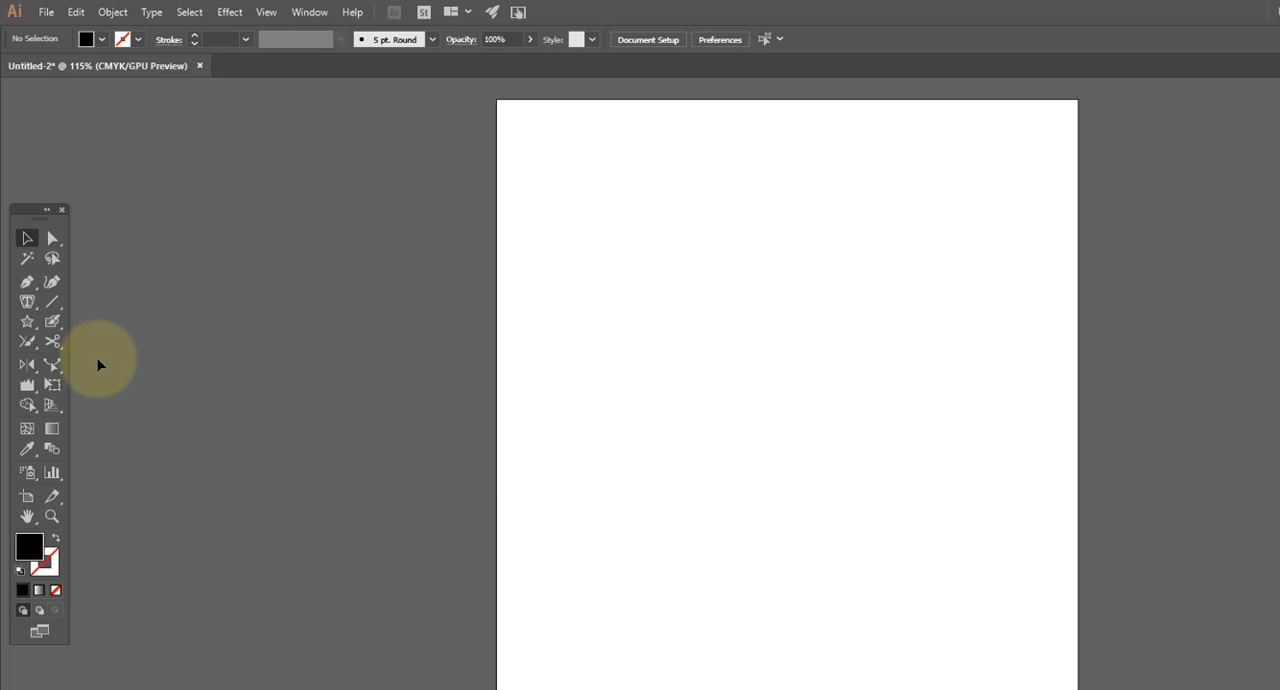 Ai File Edit Object Type Select Effect View Window Help Br St
No Selection Stroke: 5 pt. Round Opacity: 100% Style: Document Setup Preferences
Untitled-2* @ 115% (CMYK/GPU Preview) ×